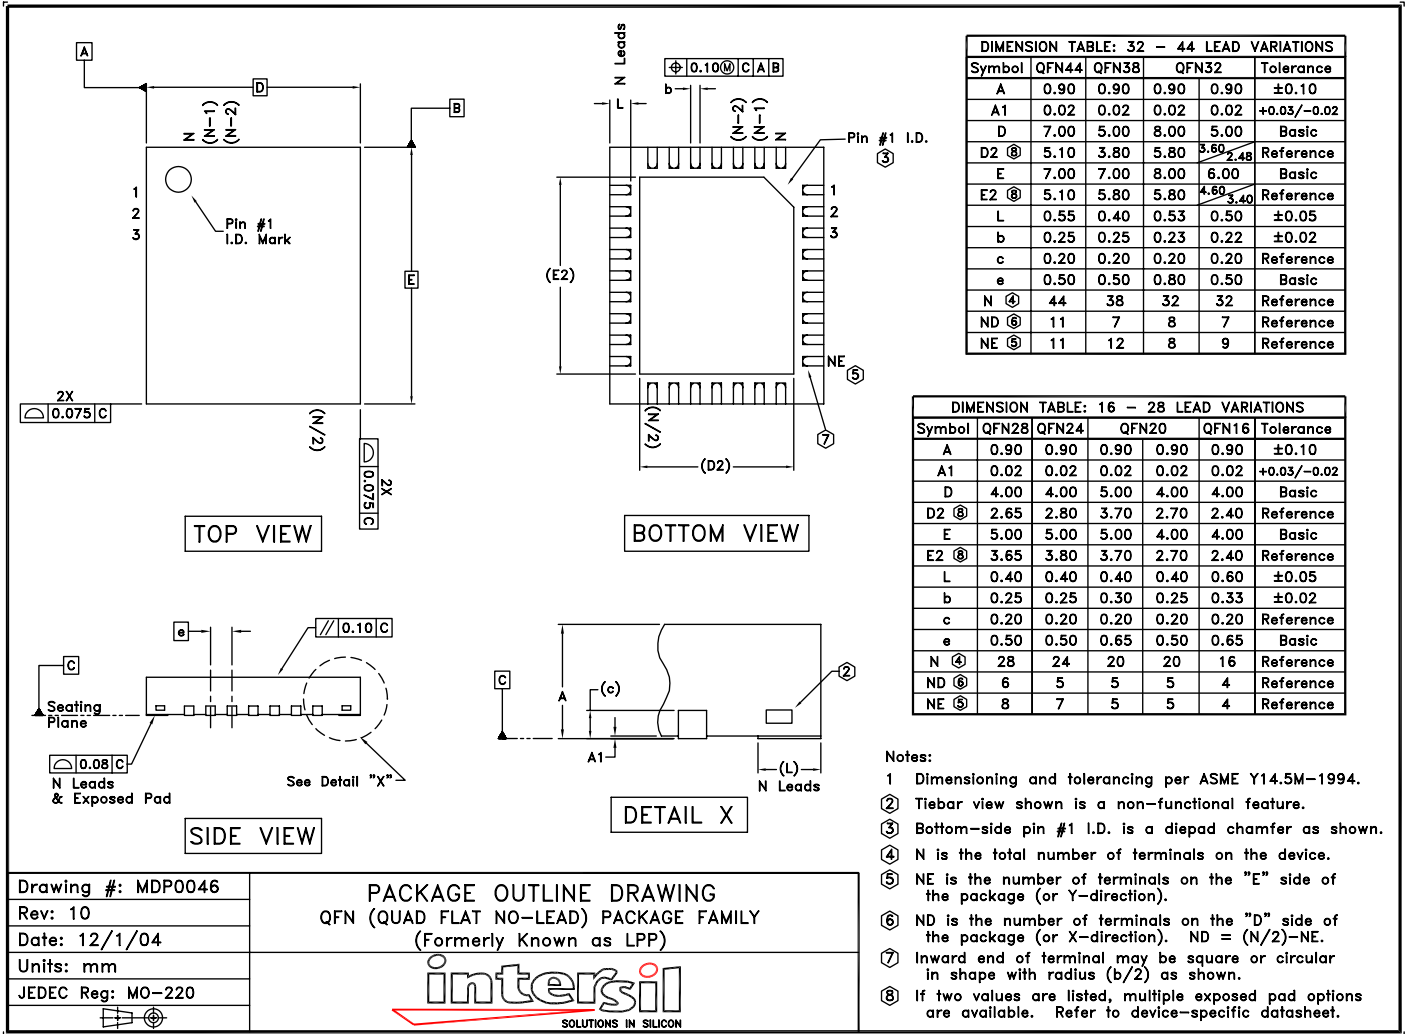 A
D
B
N
(N-1)
(N-2)
1
2
3
Pin #1
I.D. Mark
E
2X
0.075 C
(N/2)
2X
0.075 C
TOP VIEW
N Leads
L
0.10Ⓜ C A B
b
(N-2)
(N-1)
N
Pin #1 I.D.
3
1
2
3
(E2)
NE
5
7
(N/2)
(D2)
BOTTOM VIEW
DIMENSION TABLE: 32 - 44 LEAD VARIATIONS
Symbol QFN44 QFN38 QFN32 Tolerance
A 0.90 0.90 0.90 0.90 ±0.10
A1 0.02 0.02 0.02 0.02 +0.03/-0.02
D 7.00 5.00 8.00 5.00 Basic
D2 8 5.10 3.80 5.80 3.60/2.48 Reference
E 7.00 7.00 8.00 6.00 Basic
E2 8 5.10 5.80 5.80 4.60/3.40 Reference
L 0.55 0.40 0.53 0.50 ±0.05
b 0.25 0.25 0.23 0.22 ±0.02
c 0.20 0.20 0.20 0.20 Reference
e 0.50 0.50 0.80 0.50 Basic
N 4 44 38 32 32 Reference
ND 6 11 7 8 7 Reference
NE 5 11 12 8 9 Reference
DIMENSION TABLE: 16 - 28 LEAD VARIATIONS
Symbol QFN28 QFN24 QFN20 QFN16 Tolerance
A 0.90 0.90 0.90 0.90 0.90 ±0.10
A1 0.02 0.02 0.02 0.02 0.02 +0.03/-0.02
D 4.00 4.00 5.00 4.00 4.00 Basic
D2 8 2.65 2.80 3.70 2.70 2.40 Reference
E 5.00 5.00 5.00 4.00 4.00 Basic
E2 8 3.65 3.80 3.70 2.70 2.40 Reference
L 0.40 0.40 0.40 0.40 0.60 ±0.05
b 0.25 0.25 0.30 0.25 0.33 ±0.02
c 0.20 0.20 0.20 0.20 0.20 Reference
e 0.50 0.50 0.65 0.50 0.65 Basic
N 4 28 24 20 20 16 Reference
ND 6 6 5 5 5 4 Reference
NE 5 8 7 5 5 4 Reference
e
// 0.10 C
C
Seating
Plane
0.08 C
N Leads
& Exposed Pad
See Detail "X"
SIDE VIEW
C
A
(c)
2
A1
(L)
N Leads
DETAIL X
Notes:
1 Dimensioning and tolerancing per ASME Y14.5M-1994.
2 Tiebar view shown is a non-functional feature.
3 Bottom-side pin #1 I.D. is a diepad chamfer as shown.
4 N is the total number of terminals on the device.
5 NE is the number of terminals on the "E" side of
the package (or Y-direction).
6 ND is the number of terminals on the "D" side of
the package (or X-direction). ND = (N/2)-NE.
7 Inward end of terminal may be square or circular
in shape with radius (b/2) as shown.
8 If two values are listed, multiple exposed pad options
are available. Refer to device-specific datasheet.
Drawing #: MDP0046
Rev: 10
Date: 12/1/04
Units: mm
JEDEC Reg: MO-220
PACKAGE OUTLINE DRAWING
QFN (QUAD FLAT NO-LEAD) PACKAGE FAMILY
(Formerly Known as LPP)
intersil
SOLUTIONS IN SILICON